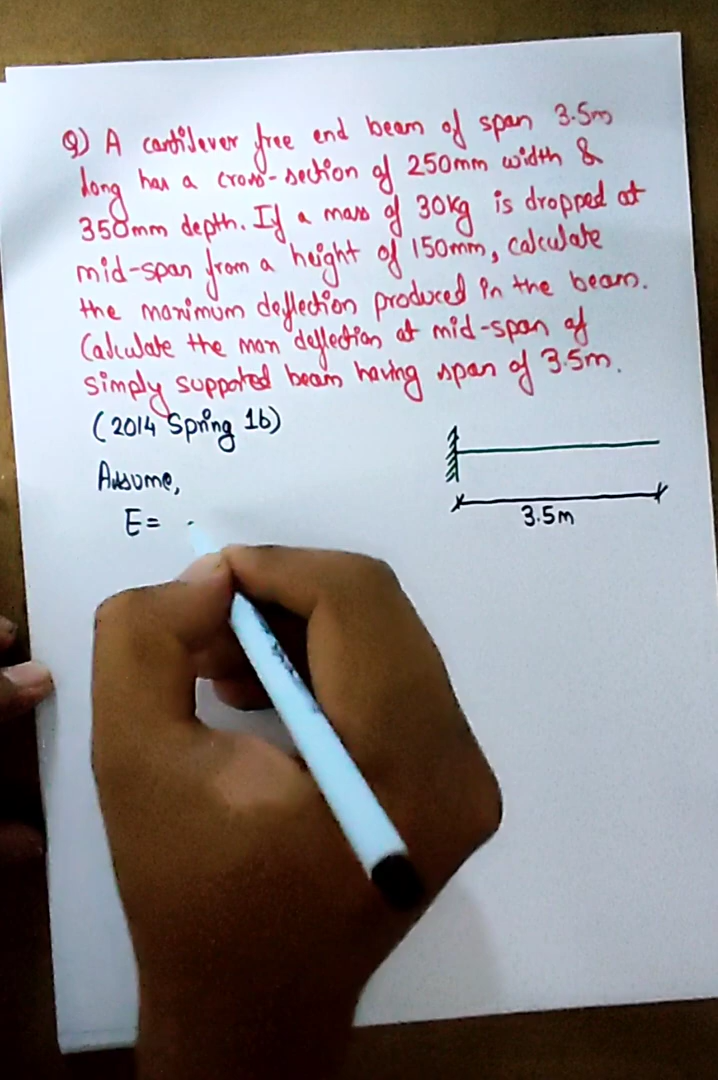 Q) A cantilever free end beam of span 3.5m
long has a cross-section of 250mm width &
350mm depth. If a mass of 30kg is dropped at
mid-span from a height of 150mm, calculate
the maximum deflection produced in the beam.
Calculate the max deflection at mid-span of
simply supported beam having span of 3.5m.
(2014 Spring 1b)
Assume,
E=
3.5m